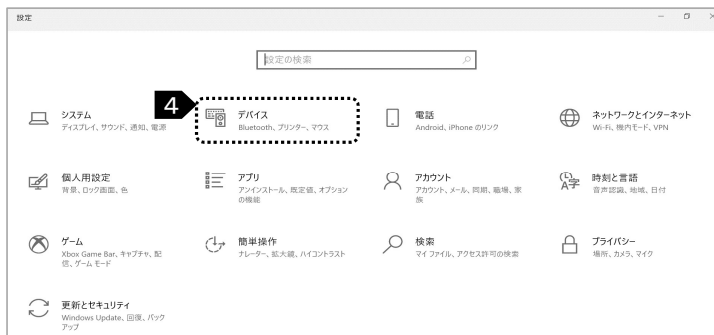 設定
設定の検索
4
システム
ディスプレイ、サウンド、通知、電源
デバイス
Bluetooth、プリンター、マウス
電話
Android、iPhone のリンク
ネットワークとインターネット
Wi-Fi、機内モード、VPN
個人用設定
背景、ロック画面、色
アプリ
アンインストール、既定値、オプション
の機能
アカウント
アカウント、メール、同期、職場、家
族
時刻と言語
音声認識、地域、日付
ゲーム
Xbox Game Bar、キャプチャ、配
信、ゲーム モード
簡単操作
ナレーター、拡大鏡、ハイコントラスト
検索
マイ ファイル、アクセス許可の検索
プライバシー
場所、カメラ、マイク
更新とセキュリティ
Windows Update、回復、バック
アップ